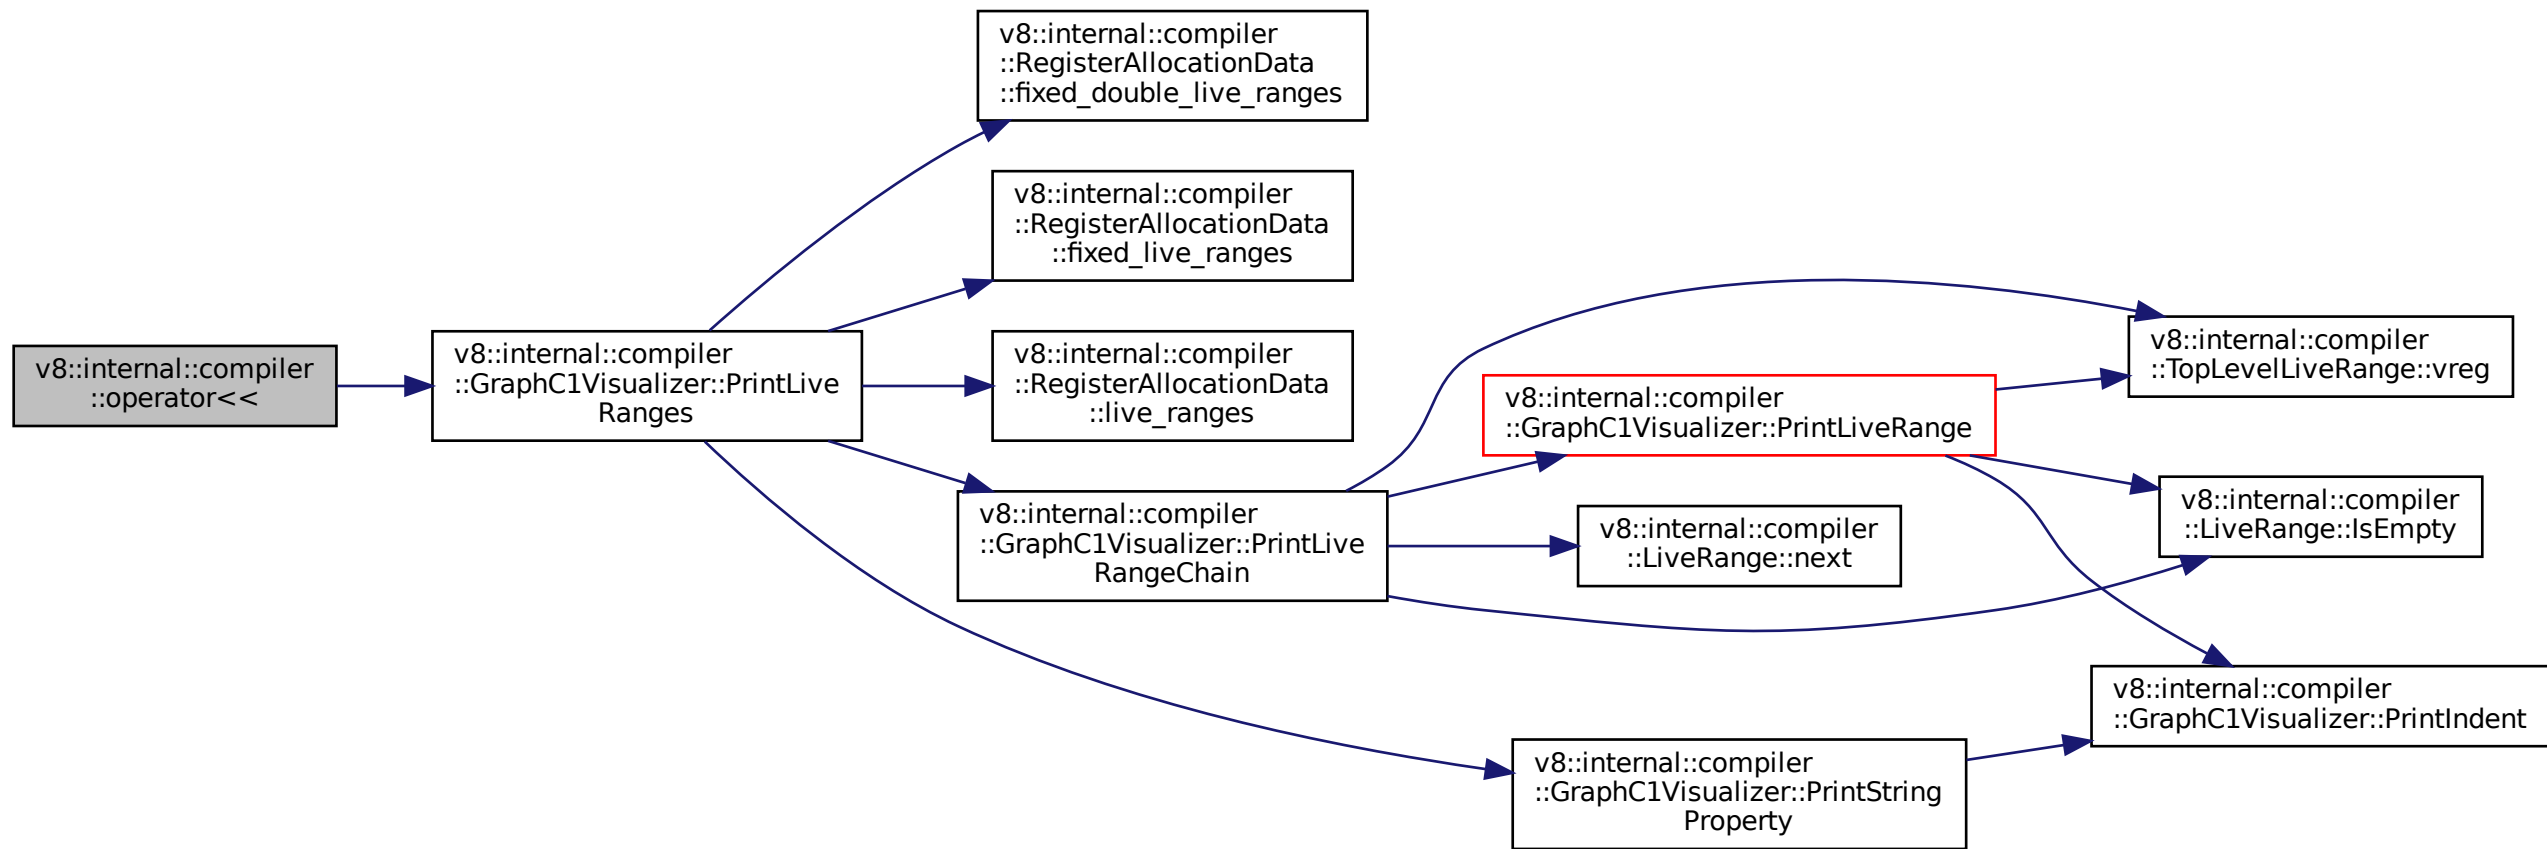 v8::internal::compiler
::operator<<
v8::internal::compiler
::GraphC1Visualizer::PrintLive
Ranges
v8::internal::compiler
::RegisterAllocationData
::fixed_double_live_ranges
v8::internal::compiler
::RegisterAllocationData
::fixed_live_ranges
v8::internal::compiler
::RegisterAllocationData
::live_ranges
v8::internal::compiler
::GraphC1Visualizer::PrintLive
RangeChain
v8::internal::compiler
::GraphC1Visualizer::PrintLiveRange
v8::internal::compiler
::LiveRange::next
v8::internal::compiler
::GraphC1Visualizer::PrintString
Property
v8::internal::compiler
::TopLevelLiveRange::vreg
v8::internal::compiler
::LiveRange::IsEmpty
v8::internal::compiler
::GraphC1Visualizer::PrintIndent